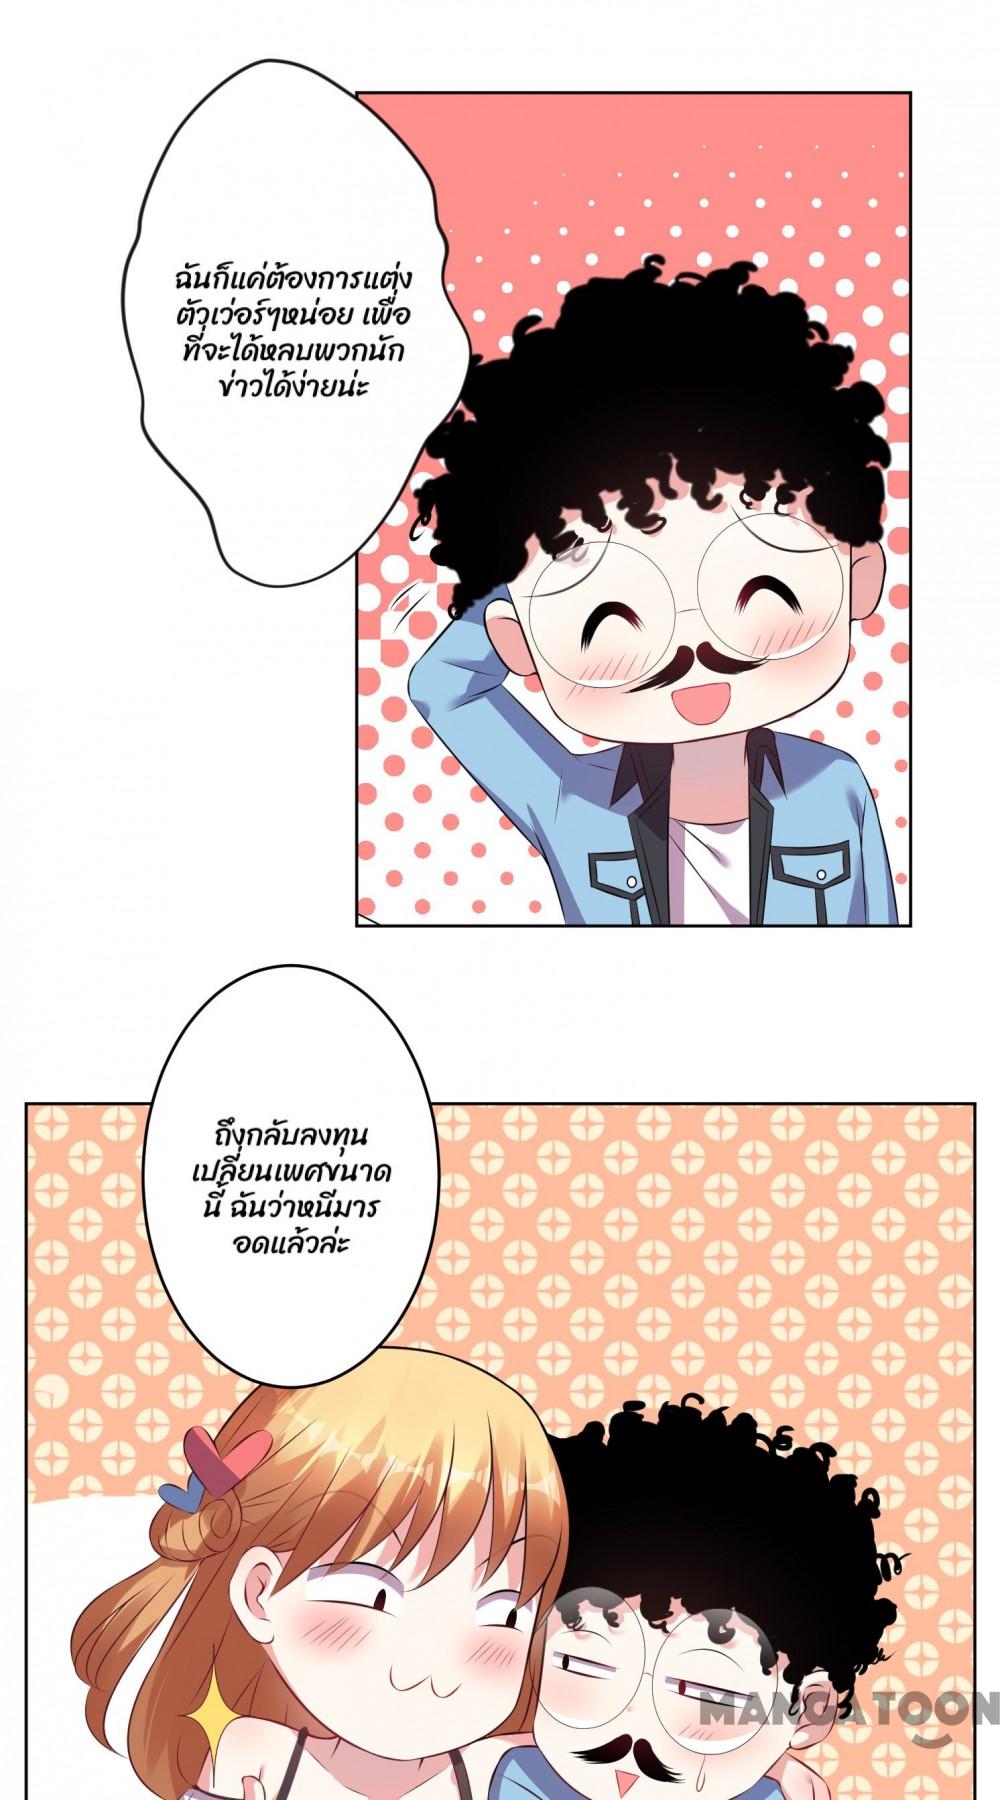 ฉันก็แค่ต้องการแต่ง
ตัวเว่อร์ๆหน่อย เพื่อ
ที่จะได้หลบพวกนัก
ข่าวได้ง่ายน่ะ
ถึงกลับลงทุน
เปลี่ยนเพศขนาด
นี้ ฉันว่าหนีมาร
อดแล้วล่ะ
MANGATOON